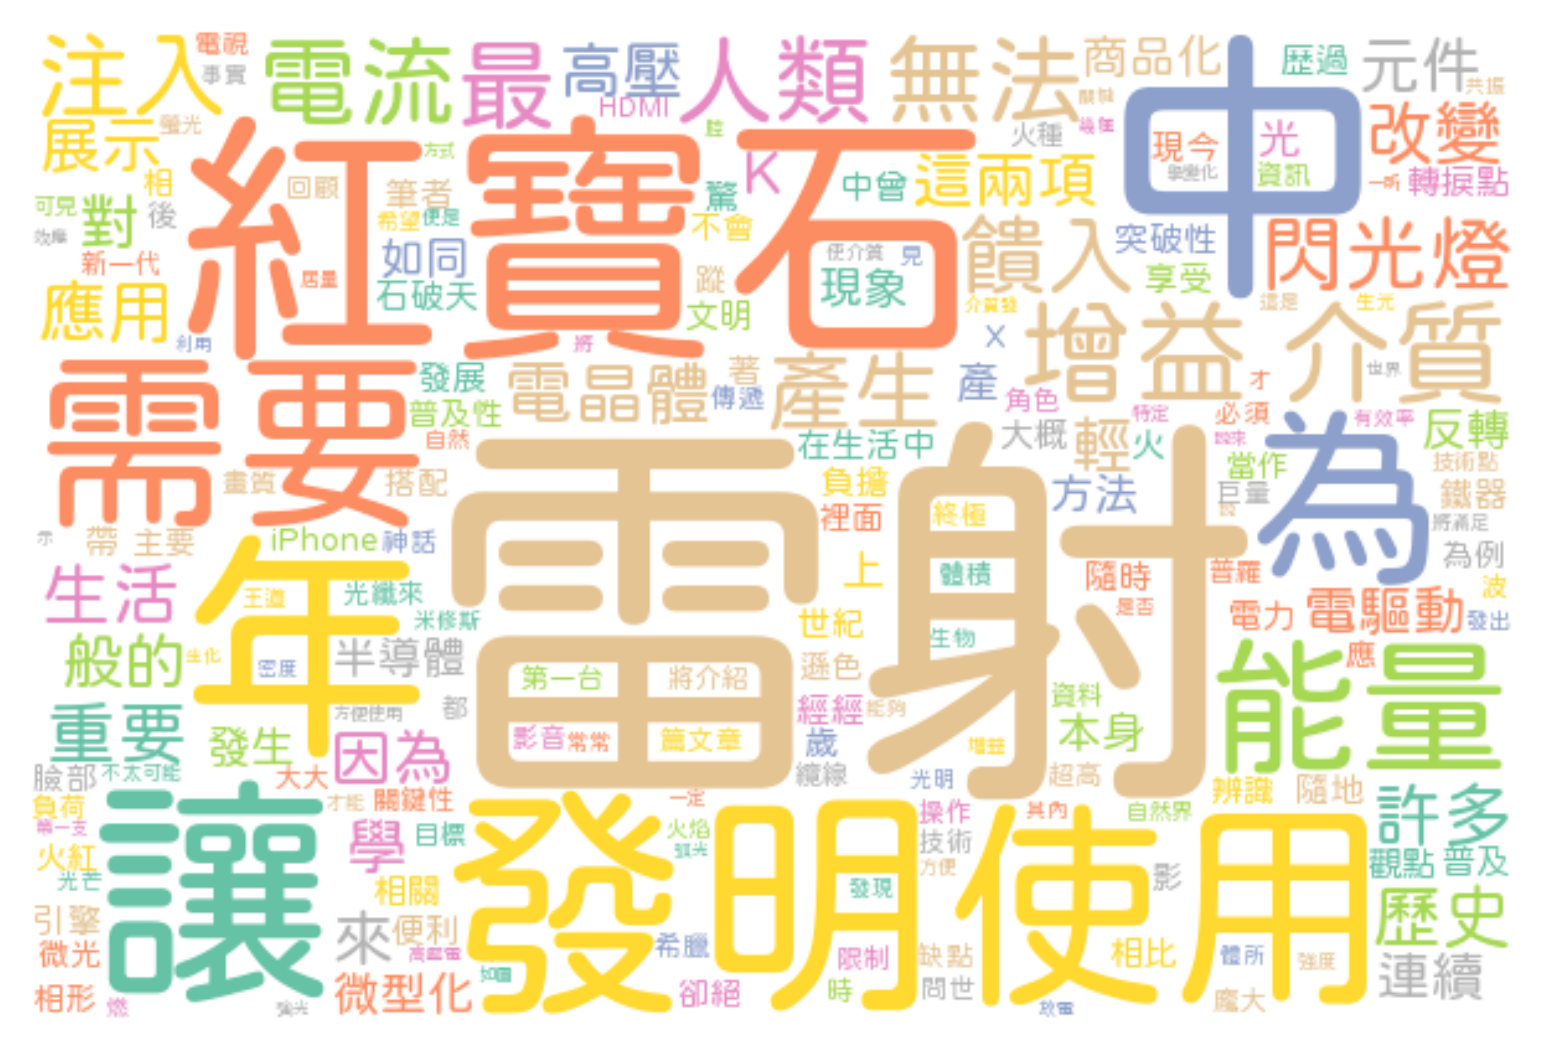 注入
電視
事實
電流
最
高壓
HDMI
人類
無法
商品化
中
歷過
元件
共振
展示
螢光
紅寶石
方式
K
驚
火種
現今
光
資訊
改變
一所
轉捩點
相
後
回顧
筆者
希望
便是
中曾
這兩項
不會
可見
對
新一代
如同
石破天
居量
蹤
文明
便介質
見
現象
饋入
突破性
享受
閃光燈
應用
利用
將
介質發
X
增益
這是
生元
介質
世界
需要
發展
普及性
自然
電晶體
著
傳遞
產生
產
角色
大概
特定
才
必須
有效率
反轉
在生活中
輕
火
當作
技術點
畫質
搭配
雷射
負擔
裡面
終極
方法
巨量
為
鐵器
將滿足
為例
示
帶
主要
iPhone
神話
上
體積
隨時
是否
普羅
波
生活
年
王道
光纖來
米修斯
世紀
生物
電力
電驅動
發出
般的
生化
密度
半導體
第一台
將介紹
遜色
資料
能量
應
重要
方便使用
都
影音
常常
篇文章
經經
能夠
歲
增益
本身
發生
因為
臉部
不太可能
大大
纜線
光明
超高
辨識
隨地
許多
負荷
第一支
讓
才能
關鍵性
發明
一定
使用
操作
其內
自然界
火紅
光芒
學
目標
火焰
技術
方便
觀點
普及
相關
發現
影
引擎
來
便利
歷史
微光
高壓電
希臘
限制
缺點
相比
體所
強度
連續
相形
燃
強光
微型化
如同
卻絕
時
問世
放電
龐大